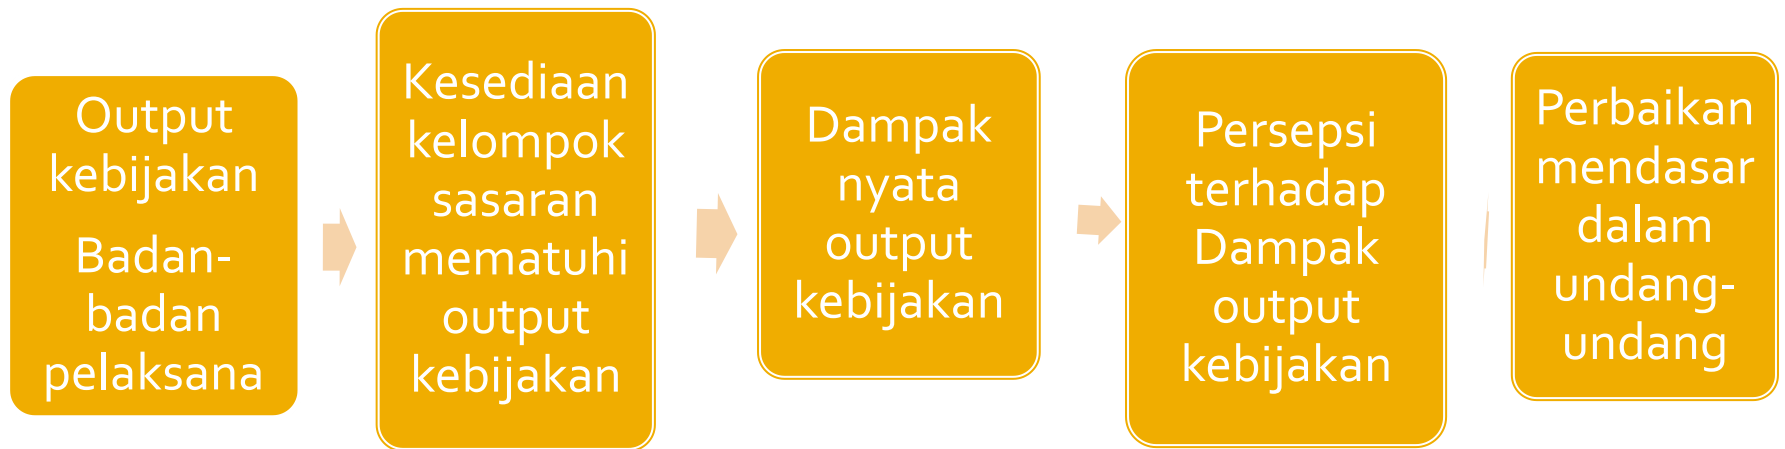 Output
kebijakan
Badan-
badan
pelaksana
Kesediaan
kelompok
sasaran
mematuhi
output
kebijakan
Dampak
nyata
output
kebijakan
Persepsi
terhadap
Dampak
output
kebijakan
Perbaikan
mendasar
dalam
undang-
undang